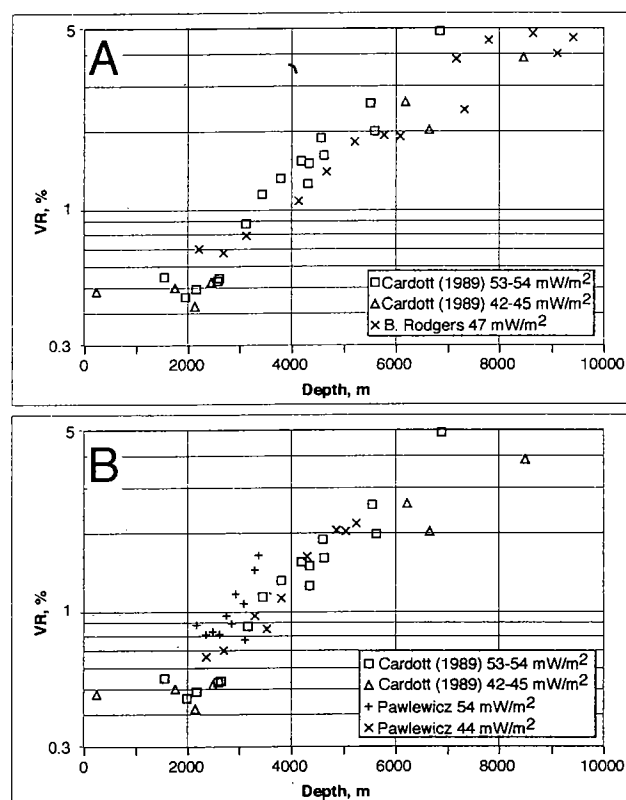 A
5
1
0.3
VR, %
□ Cardott (1989) 53-54 mW/m²
△ Cardott (1989) 42-45 mW/m²
× B. Rodgers 47 mW/m²
0 2000 4000 6000 8000 10000
Depth, m
B
5
1
0.3
VR, %
□ Cardott (1989) 53-54 mW/m²
△ Cardott (1989) 42-45 mW/m²
+ Pawlewicz 54 mW/m²
× Pawlewicz 44 mW/m²
0 2000 4000 6000 8000 10000
Depth, m